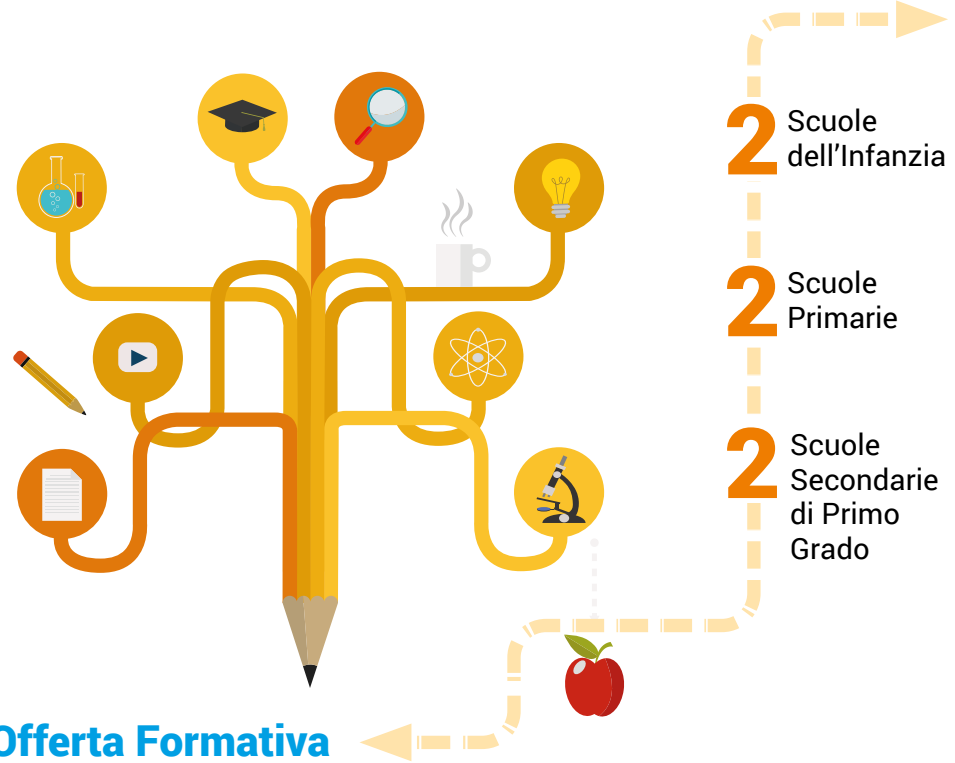 2 Scuole
dell'Infanzia
2 Scuole
Primarie
2 Scuole
Secondarie
di Primo
Grado
Offerta Formativa